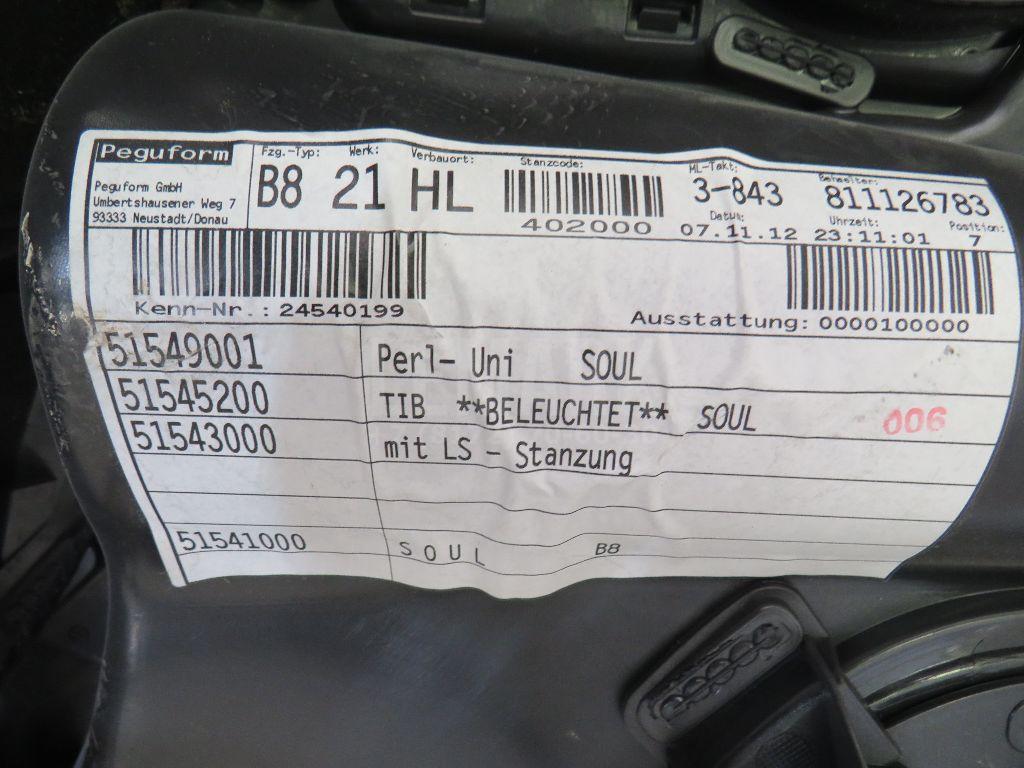 Peguform
Peguform GmbH
Umbertshausener Weg 7
93333 Neustadt/Donau
Fzg.-Typ: Werk: Verbauort: Stanzcode: ML-Takt: Behaelter:
B8 21 HL 3-843 811126783
402000
Datum: Uhrzeit: Position:
07.11.12 23:11:01 7
Kenn-Nr.: 24540199
Ausstattung: 0000100000
51549001 Perl- Uni SOUL
51545200 TIB **BELEUCHTET** SOUL 006
51543000 mit LS - Stanzung
51541000 SOUL B8